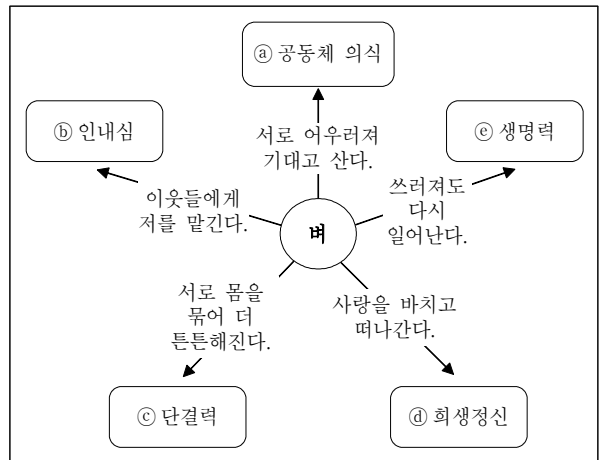 ⓐ 공동체 의식
서로 어우러져
기대고 산다.
ⓑ 인내심
이웃들에게
저를 맡긴다.
ⓔ 생명력
쓰러져도
다시
일어난다.
벼
서로 몸을
묶어 더
튼튼해진다.
ⓒ 단결력
사랑을 바치고
떠나간다.
ⓓ 희생정신